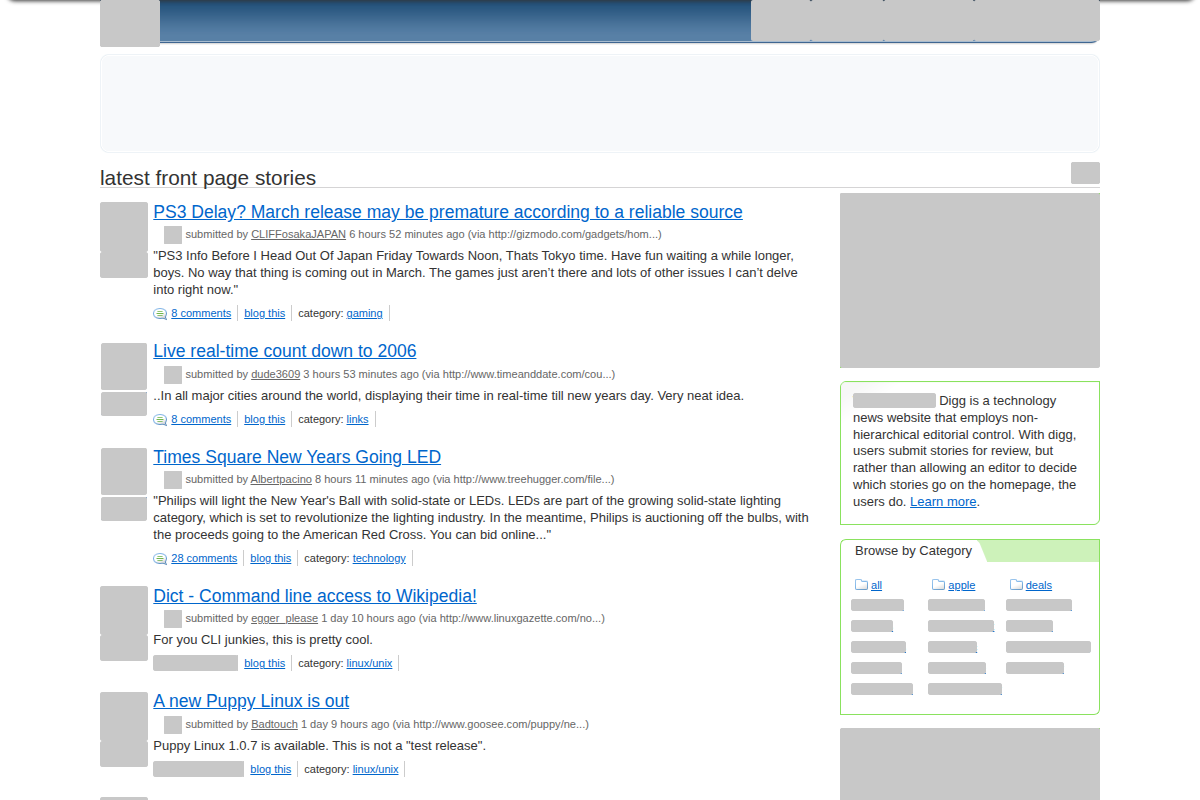 latest front page stories
PS3 Delay? March release may be premature according to a reliable source
submitted by CLIFFosakaJAPAN 6 hours 52 minutes ago (via http://gizmodo.com/gadgets/hom...)
"PS3 Info Before I Head Out Of Japan Friday Towards Noon, Thats Tokyo time. Have fun waiting a while longer,
boys. No way that thing is coming out in March. The games just aren’t there and lots of other issues I can’t delve
into right now."
8 comments blog this category: gaming
Live real-time count down to 2006
submitted by dude3609 3 hours 53 minutes ago (via http://www.timeanddate.com/cou...)
..In all major cities around the world, displaying their time in real-time till new years day. Very neat idea.
8 comments blog this category: links
Times Square New Years Going LED
submitted by Albertpacino 8 hours 11 minutes ago (via http://www.treehugger.com/file...)
"Philips will light the New Year's Ball with solid-state or LEDs. LEDs are part of the growing solid-state lighting
category, which is set to revolutionize the lighting industry. In the meantime, Philips is auctioning off the bulbs, with
the proceeds going to the American Red Cross. You can bid online..."
28 comments blog this category: technology
Dict - Command line access to Wikipedia!
submitted by egger_please 1 day 10 hours ago (via http://www.linuxgazette.com/no...)
For you CLI junkies, this is pretty cool.
blog this category: linux/unix
A new Puppy Linux is out
submitted by Badtouch 1 day 9 hours ago (via http://www.goosee.com/puppy/ne...)
Puppy Linux 1.0.7 is available. This is not a "test release".
blog this category: linux/unix
Digg is a technology
news website that employs non-
hierarchical editorial control. With digg,
users submit stories for review, but
rather than allowing an editor to decide
which stories go on the homepage, the
users do. Learn more.
Browse by Category
all apple deals